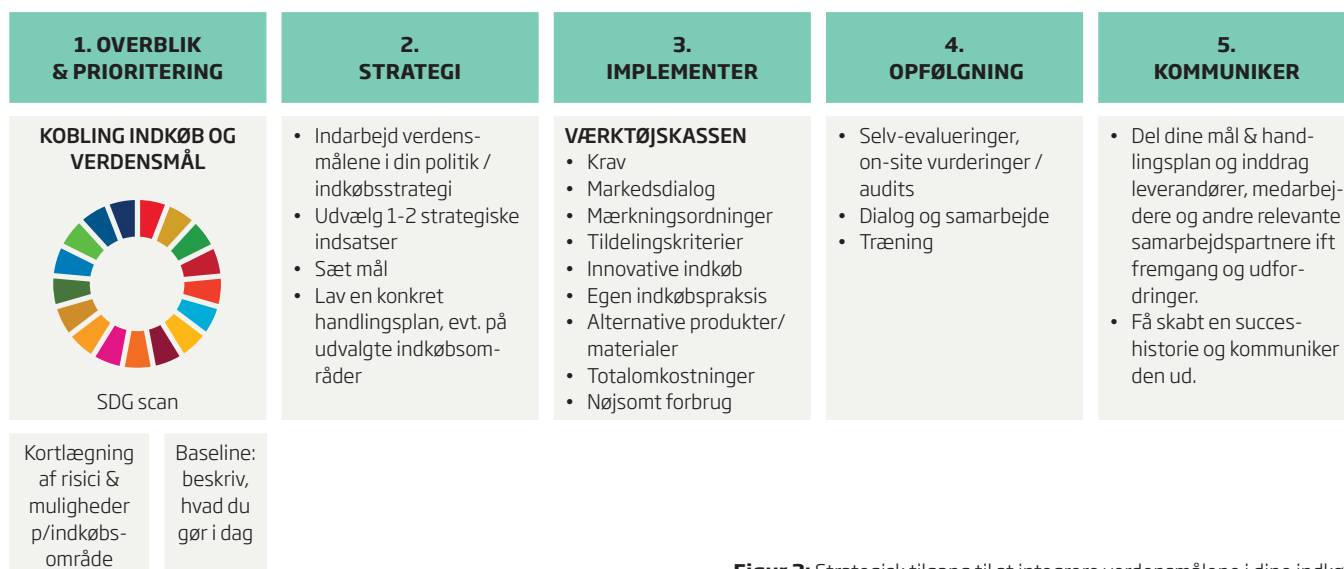 1. OVERBLIK
& PRIORITERING
KOBLING INDKØB OG
VERDENSMÅL
SDG scan
Kortlægning
af risici &
muligheder
p/indkøbs-
område
Baseline:
beskriv,
hvad du
gør i dag
2.
STRATEGI
• Indarbejd verdens-
målene i din politik /
indkøbsstrategi
• Udvælg 1-2 strategiske
indsatser
• Sæt mål
• Lav en konkret
handlingsplan, evt. på
udvalgte indkøbsom-
råder
3.
IMPLEMENTER
VÆRKTØJSKASSEN
• Krav
• Markedsdialog
• Mærkningsordninger
• Tildelingskriterier
• Innovative indkøb
• Egen indkøbspraksis
• Alternative produkter/
materialer
• Totalomkostninger
• Nøjsomt forbrug
4.
OPFØLGNING
• Selv-evalueringer,
on-site vurderinger /
audits
• Dialog og samarbejde
• Træning
5.
KOMMUNIKER
• Del dine mål & hand-
lingsplan og inddrag
leverandører, medarbej-
dere og andre relevante
samarbejdspartnere ift
fremgang og udfor-
dringer.
• Få skabt en succes-
historie og kommuniker
den ud.